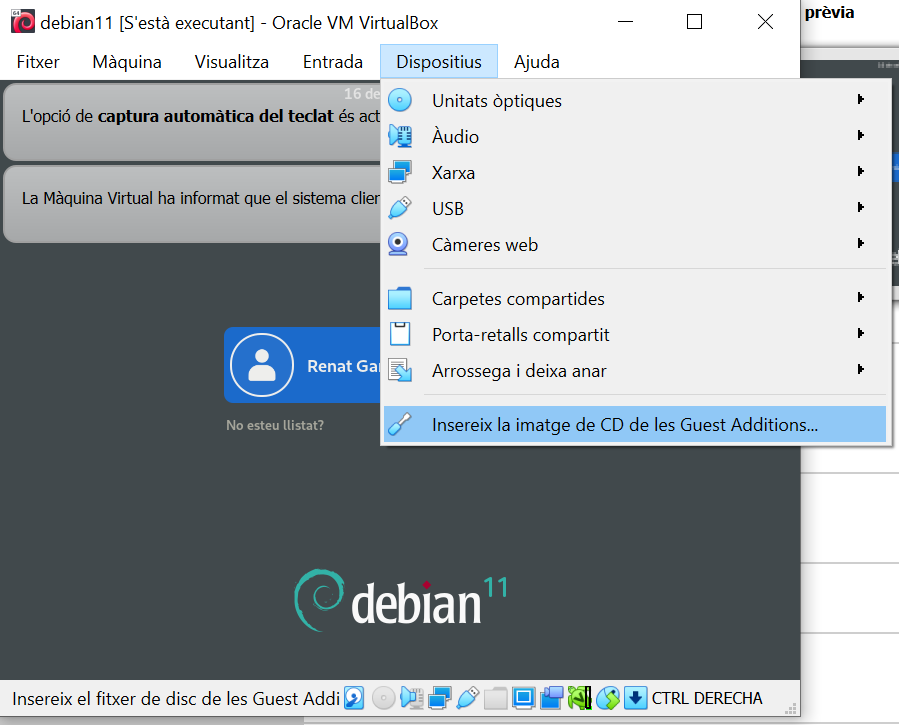 debian11 [S'està executant] - Oracle VM VirtualBox
prèvia
Fitxer Màquina Visualitza Entrada Dispositius Ajuda
16 de
L'opció de captura automàtica del teclat és act
La Màquina Virtual ha informat que el sistema clien
Unitats òptiques
Àudio
Xarxa
USB
Càmeres web
Carpetes compartides
Porta-retalls compartit
Arrossega i deixa anar
Insereix la imatge de CD de les Guest Additions...
Renat Gar
No esteu llistat?
debian 11
Insereix el fitxer de disc de les Guest Addi CTRL DERECHA